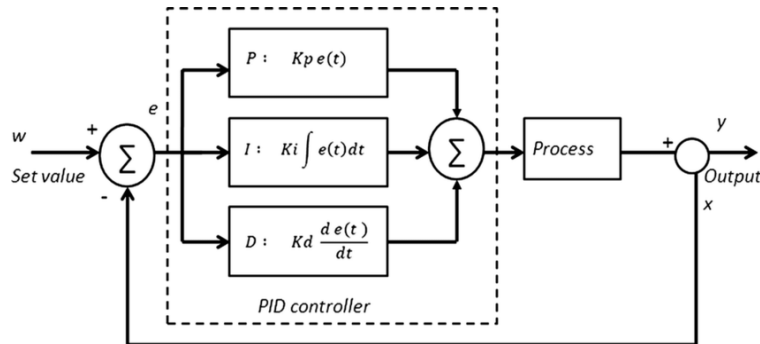 P :   Kp e(t)
e
w
+
Set value
-
Σ
I :   Ki ∫ e(t)dt
Σ
Process
+
y
Output
x
D :   Kd d e(t)/dt
PID controller